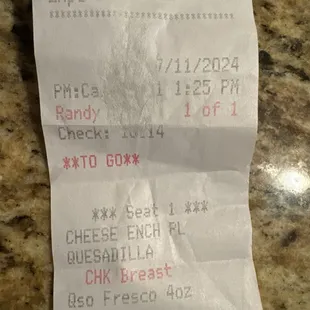 7/11/2024
PM:Ca 1 1:25 PM
Randy 1 of 1
Check:
**TO GO**
*** Seat 1 ***
CHEESE ENCH PL
QUESADILLA
CHK Breast
Qso Fresco 4oz